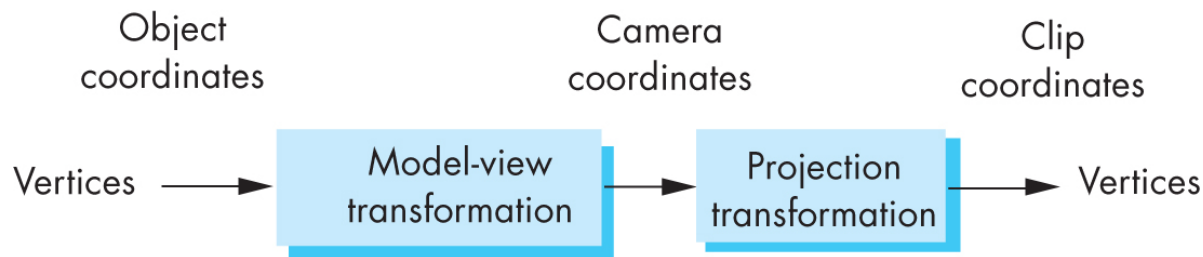 Object
coordinates
Camera
coordinates
Clip
coordinates
Vertices
Model-view
transformation
Projection
transformation
Vertices